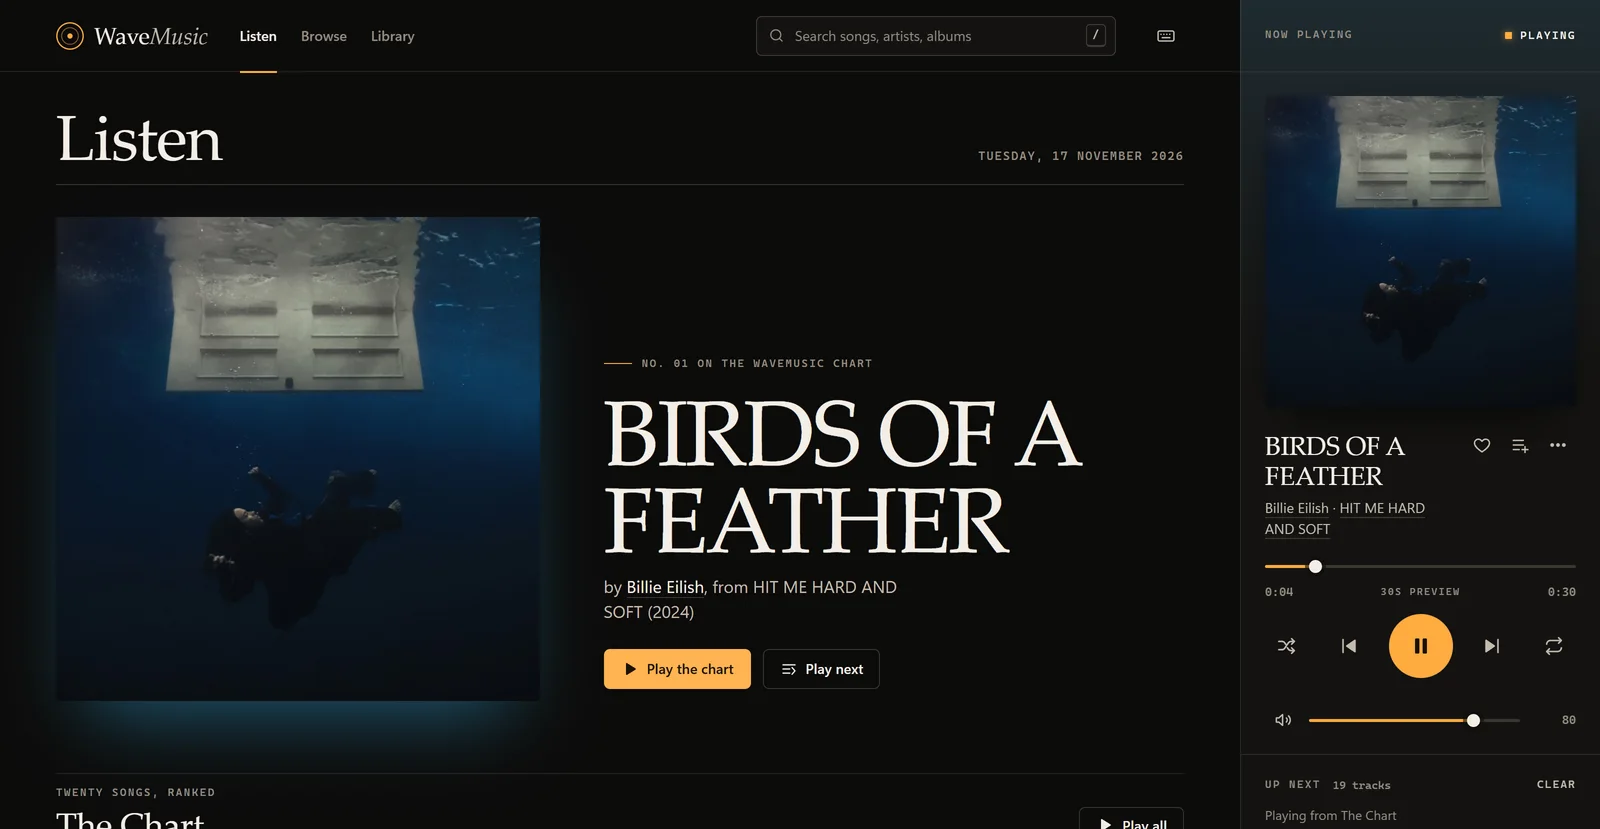 WaveMusic
Listen
Browse
Library
Search songs, artists, albums
/
NOW PLAYING
PLAYING
Listen
TUESDAY, 17 NOVEMBER 2026
NO. 01 ON THE WAVEMUSIC CHART
BIRDS OF A
FEATHER
by Billie Eilish, from HIT ME HARD AND
SOFT (2024)
Play the chart
Play next
TWENTY SONGS, RANKED
The Chart
Play all
BIRDS OF A
FEATHER
Billie Eilish · HIT ME HARD
AND SOFT
0:04
30S PREVIEW
0:30
80
UP NEXT
19 tracks
CLEAR
Playing from The Chart